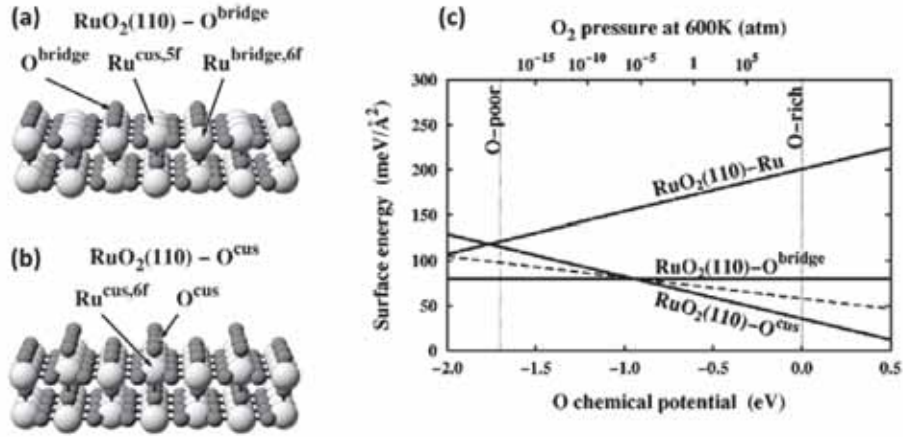 (a) RuO₂(110) – Oᵇʳⁱᵈᵍᵉ
Oᵇʳⁱᵈᵍᵉ Ruᶜᵘˢ,⁵ᶠ Ruᵇʳⁱᵈᵍᵉ,⁶ᶠ
(b) RuO₂(110) – Oᶜᵘˢ
Ruᶜᵘˢ,⁶ᶠ Oᶜᵘˢ
(c) O₂ pressure at 600K (atm)
10⁻¹⁵ 10⁻¹⁰ 10⁻⁵ 1 10⁵
300
250
200
150
100
50
0
Surface energy (meV/Å²)
O–poor
O–rich
RuO₂(110)–Ru
RuO₂(110)–Oᵇʳⁱᵈᵍᵉ
RuO₂(110)–Oᶜᵘˢ
-2.0 -1.5 -1.0 -0.5 0.0 0.5
O chemical potential (eV)